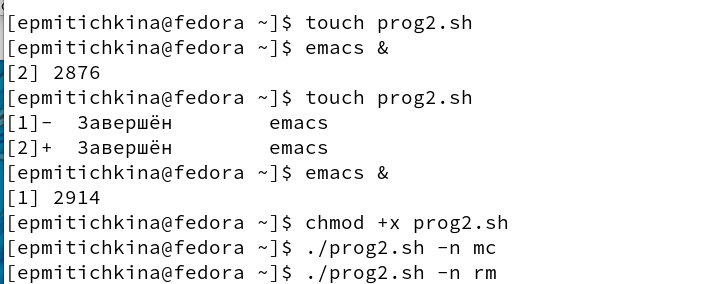 [epmitichkina@fedora ~]$ touch prog2.sh
[epmitichkina@fedora ~]$ emacs &
[2] 2876
[epmitichkina@fedora ~]$ touch prog2.sh
[1]-  Завершён        emacs
[2]+  Завершён        emacs
[epmitichkina@fedora ~]$ emacs &
[1] 2914
[epmitichkina@fedora ~]$ chmod +x prog2.sh
[epmitichkina@fedora ~]$ ./prog2.sh -n mc
[epmitichkina@fedora ~]$ ./prog2.sh -n rm